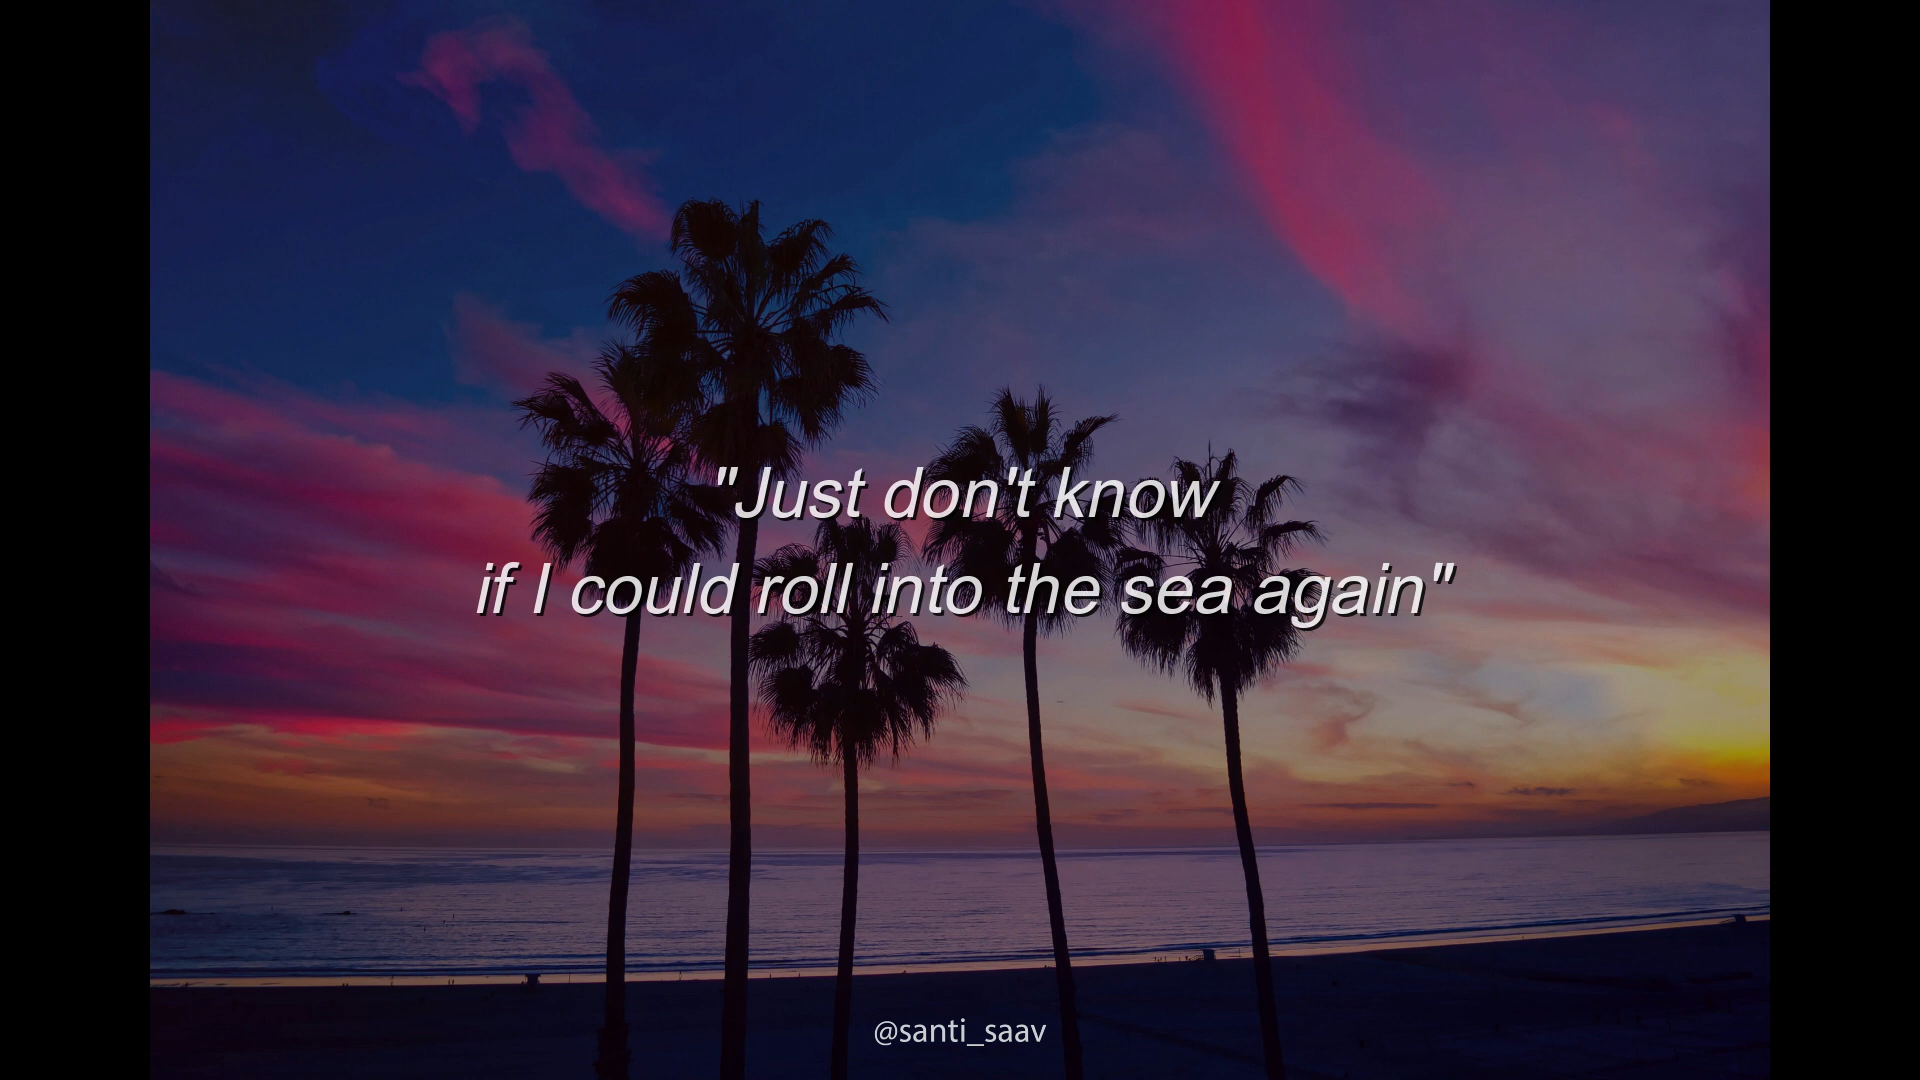 "Just don't know
if I could roll into the sea again"
@santi_saav